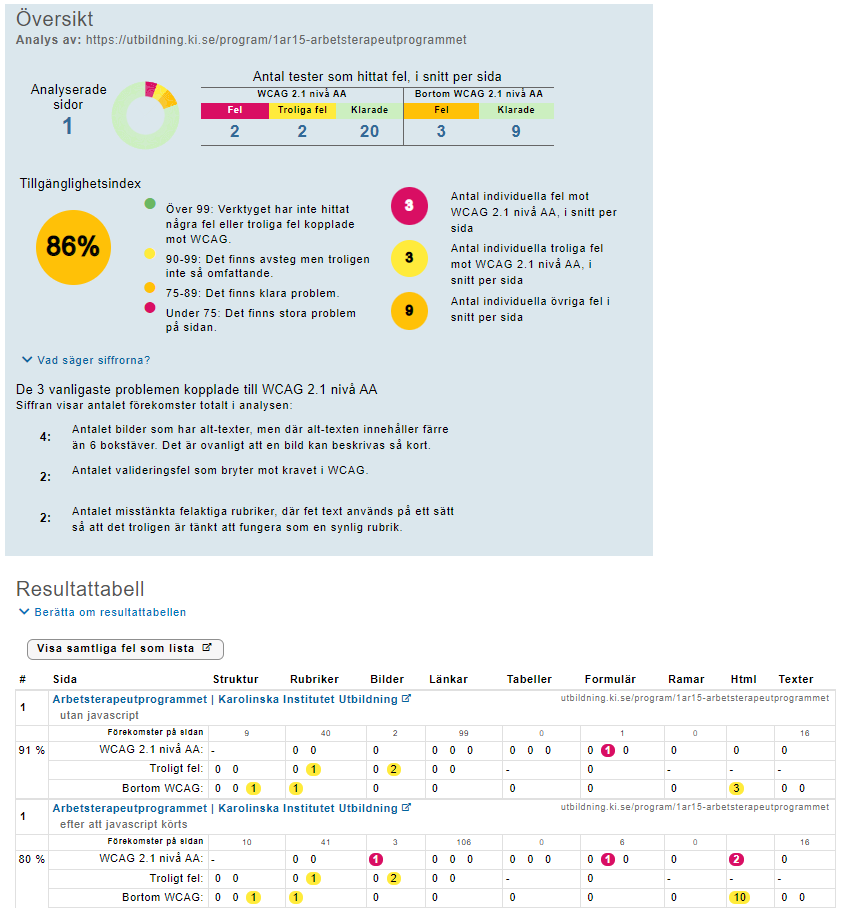 Översikt
Analys av: https://utbildning.ki.se/program/1ar15-arbetsterapeutprogrammet
Analyserade
sidor
1
Antal tester som hittat fel, i snitt per sida
WCAG 2.1 nivå AA Bortom WCAG 2.1 nivå AA
Fel Troliga fel Klarade Fel Klarade
2 2 20 3 9
Tillgänglighetsindex
86%
Över 99: Verktyget har inte hittat
några fel eller troliga fel kopplade
mot WCAG.
90-99: Det finns avsteg men troligen
inte så omfattande.
75-89: Det finns klara problem.
Under 75: Det finns stora problem
på sidan.
3
Antal individuella fel mot
WCAG 2.1 nivå AA, i snitt per
sida
3
Antal individuella troliga fel
mot WCAG 2.1 nivå AA, i
snitt per sida
9
Antal individuella övriga fel i
snitt per sida
Vad säger siffrorna?
De 3 vanligaste problemen kopplade till WCAG 2.1 nivå AA
Siffran visar antalet förekomster totalt i analysen:
4: Antalet bilder som har alt-texter, men där alt-texten innehåller färre
än 6 bokstäver. Det är ovanligt att en bild kan beskrivas så kort.
2: Antalet valideringsfel som bryter mot kravet i WCAG.
2: Antalet misstänkta felaktiga rubriker, där fet text används på ett sätt
så att det troligen är tänkt att fungera som en synlig rubrik.
Resultattabell
Berätta om resultattabellen
Visa samtliga fel som lista
# Sida Struktur Rubriker Bilder Länkar Tabeller Formulär Ramar Html Texter
1 Arbetsterapeutprogrammet | Karolinska Institutet Utbildning utbildning.ki.se/program/1ar15-arbetsterapeutprogrammet
utan javascript
Förekomster på sidan 9 40 2 99 0 1 0 16
91 % WCAG 2.1 nivå AA: - 0 0 0 0 0 0 0 0 0 0 1 0 0 0 0
Troligt fel: 0 0 0 1 0 2 0 0 - 0 - - -
Bortom WCAG: 0 0 1 1 0 0 0 0 0 3 0 0
1 Arbetsterapeutprogrammet | Karolinska Institutet Utbildning utbildning.ki.se/program/1ar15-arbetsterapeutprogrammet
efter att javascript körts
Förekomster på sidan 10 41 3 106 0 6 0 16
80 % WCAG 2.1 nivå AA: - 0 0 1 0 0 0 0 0 0 0 1 0 0 2 0
Troligt fel: 0 0 0 1 0 2 0 0 - 0 - - -
Bortom WCAG: 0 0 1 1 0 0 0 0 0 10 0 0